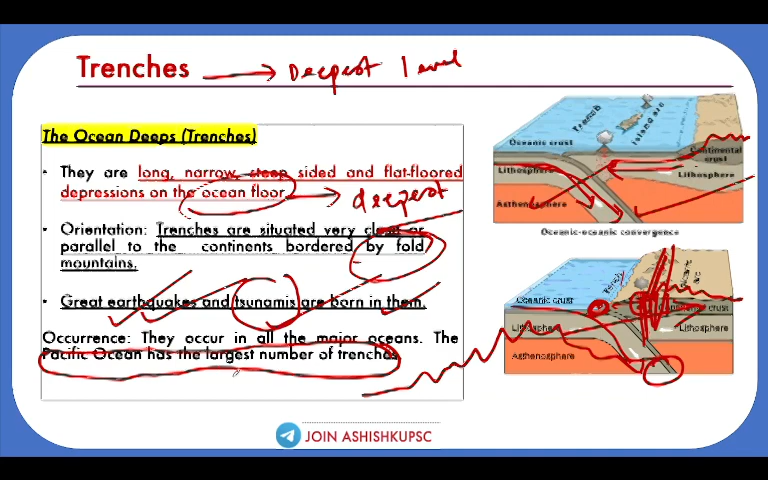 Trenches → Deepest level
The Ocean Deeps (Trenches)
• They are long, narrow, steep sided and flat-floored
depressions on the ocean floor. → deepest
• Orientation: Trenches are situated very close or
parallel to the continents bordered by fold
mountains.
• Great earthquakes and tsunamis are born in them.
Occurrence: They occur in all the major oceans. The
Pacific Ocean has the largest number of trenches.
Trench
Island arc
Oceanic crust
Continental
crust
Lithosphere
Lithosphere
Asthenosphere
Oceanic-oceanic convergence
Trench
Oceanic crust
Continental crust
Lithosphere
Lithosphere
Asthenosphere
JOIN ASHISHKUPSC